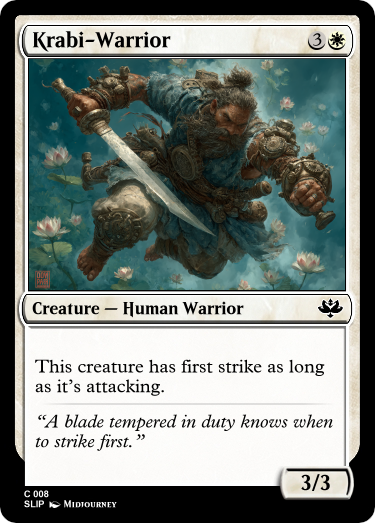 Krabi-Warrior 3
Creature — Human Warrior
This creature has first strike as long
as it's attacking.
“A blade tempered in duty knows when
to strike first.”
3/3
C 008
SLIP Midjourney